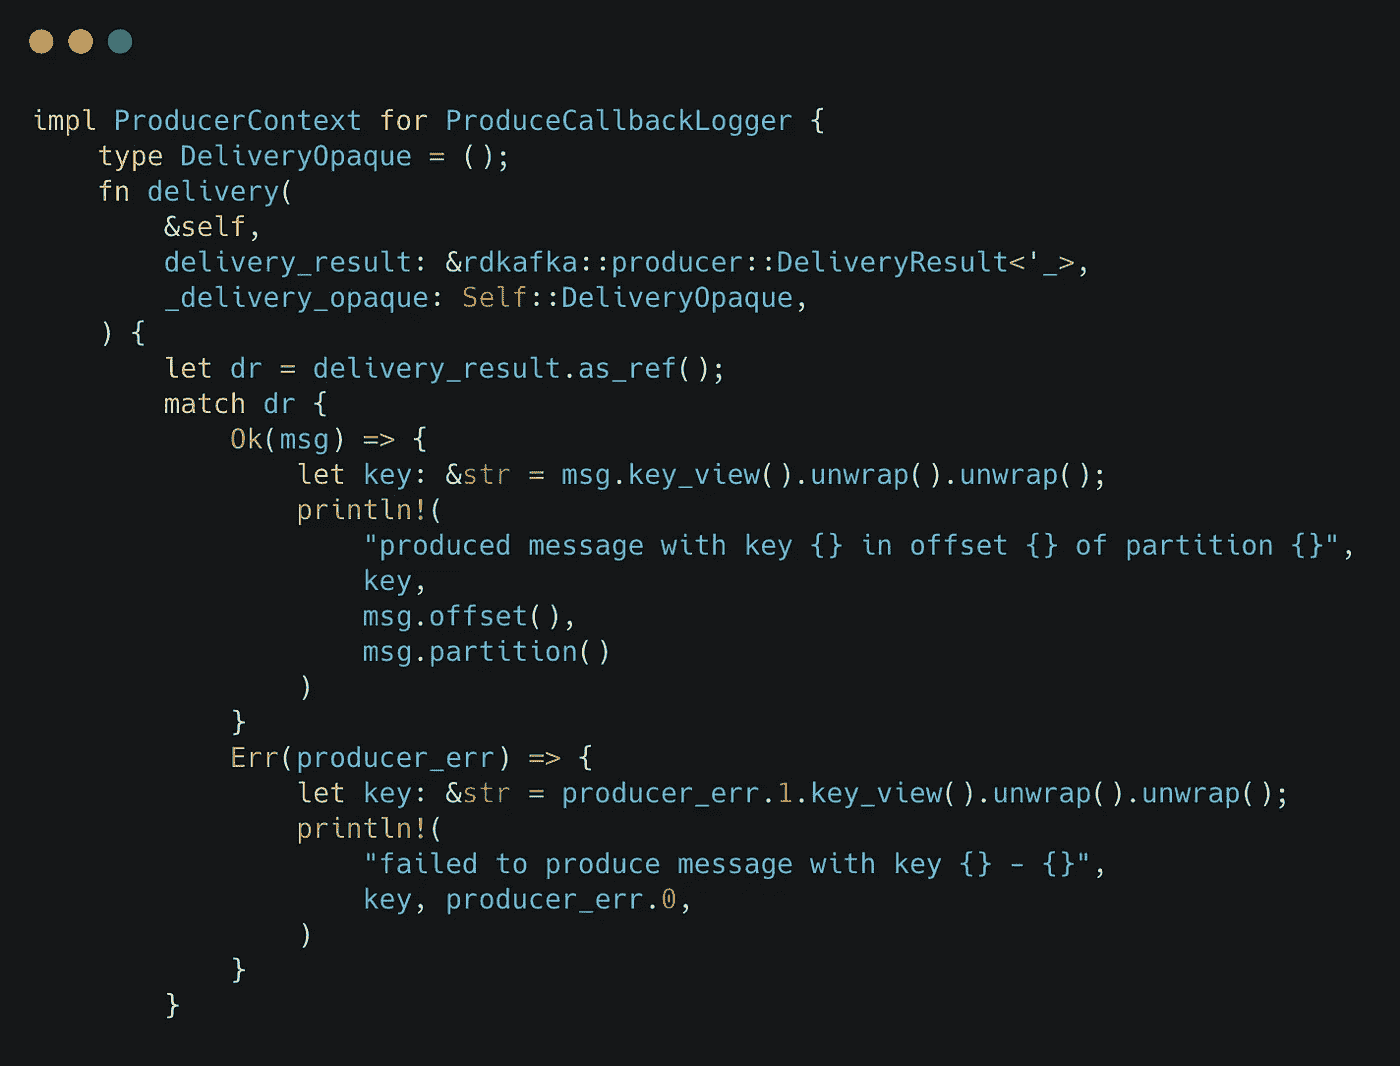 impl ProducerContext for ProduceCallbackLogger {
    type DeliveryOpaque = ();
    fn delivery(
        &self,
        delivery_result: &rdkafka::producer::DeliveryResult<'_>,
        _delivery_opaque: Self::DeliveryOpaque,
    ) {
        let dr = delivery_result.as_ref();
        match dr {
            Ok(msg) => {
                let key: &str = msg.key_view().unwrap().unwrap();
                println!(
                    "produced message with key {} in offset {} of partition {}",
                    key,
                    msg.offset(),
                    msg.partition()
                )
            }
            Err(producer_err) => {
                let key: &str = producer_err.1.key_view().unwrap().unwrap();
                println!(
                    "failed to produce message with key {} - {}",
                    key, producer_err.0,
                )
            }
        }